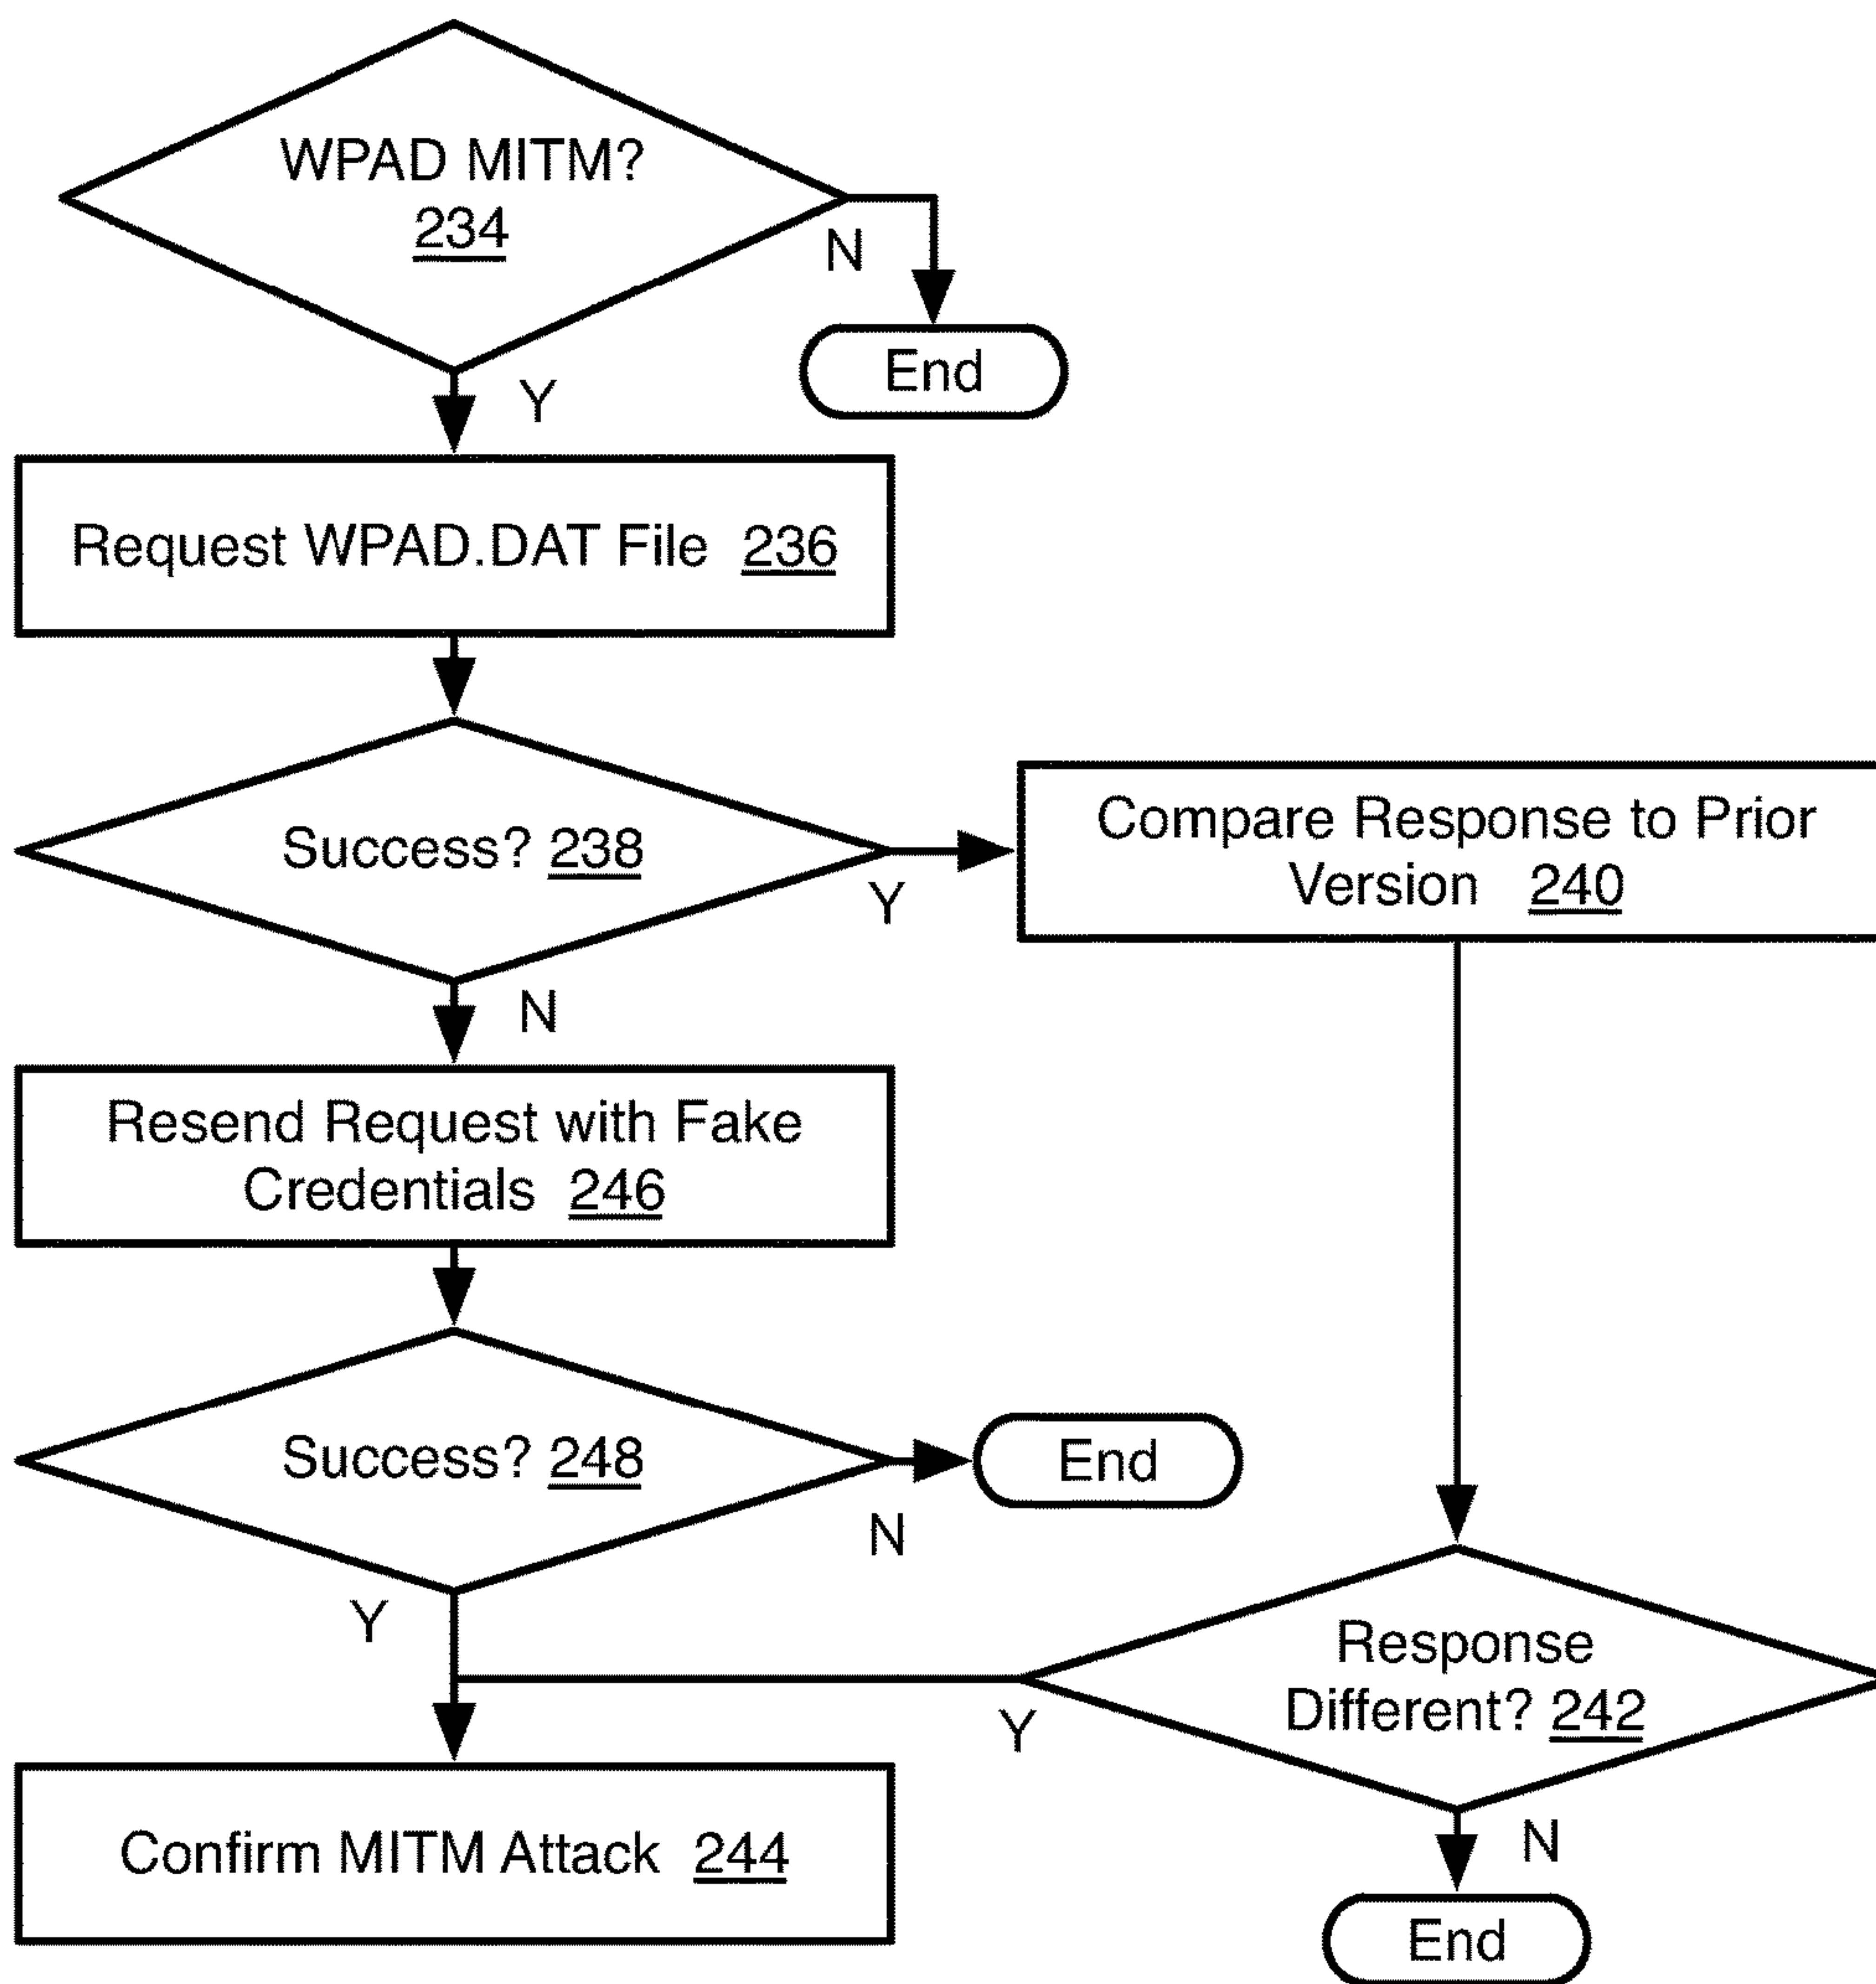 WPAD MITM?
234
N
End
Y
Request WPAD.DAT File 236
Success? 238
Y
Compare Response to Prior
Version 240
N
Resend Request with Fake
Credentials 246
Success? 248
End
N
Y
Response
Different? 242
Y
Confirm MITM Attack 244
N
End